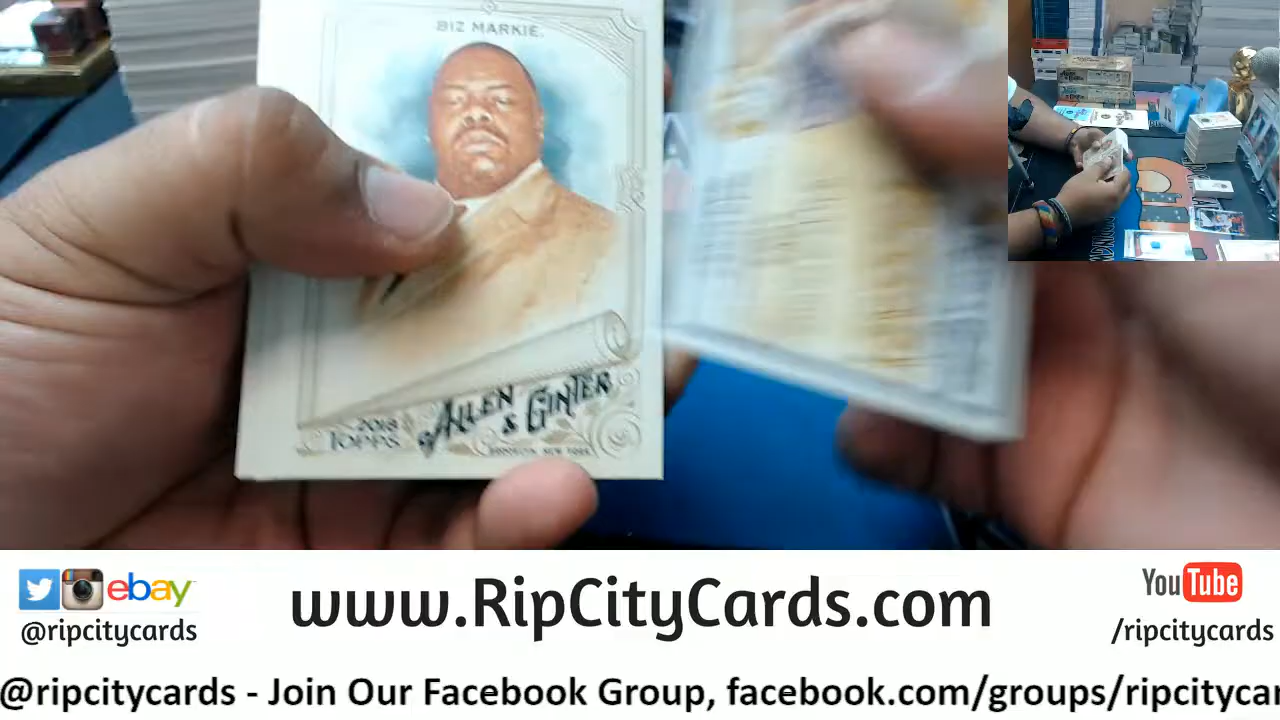 BIZ MARKIE.
2018
TOPPS
ALLEN
& GINTER
ebay
@ripcitycards
www.RipCityCards.com
YouTube
/ripcitycards
@ripcitycards - Join Our Facebook Group, facebook.com/groups/ripcitycar